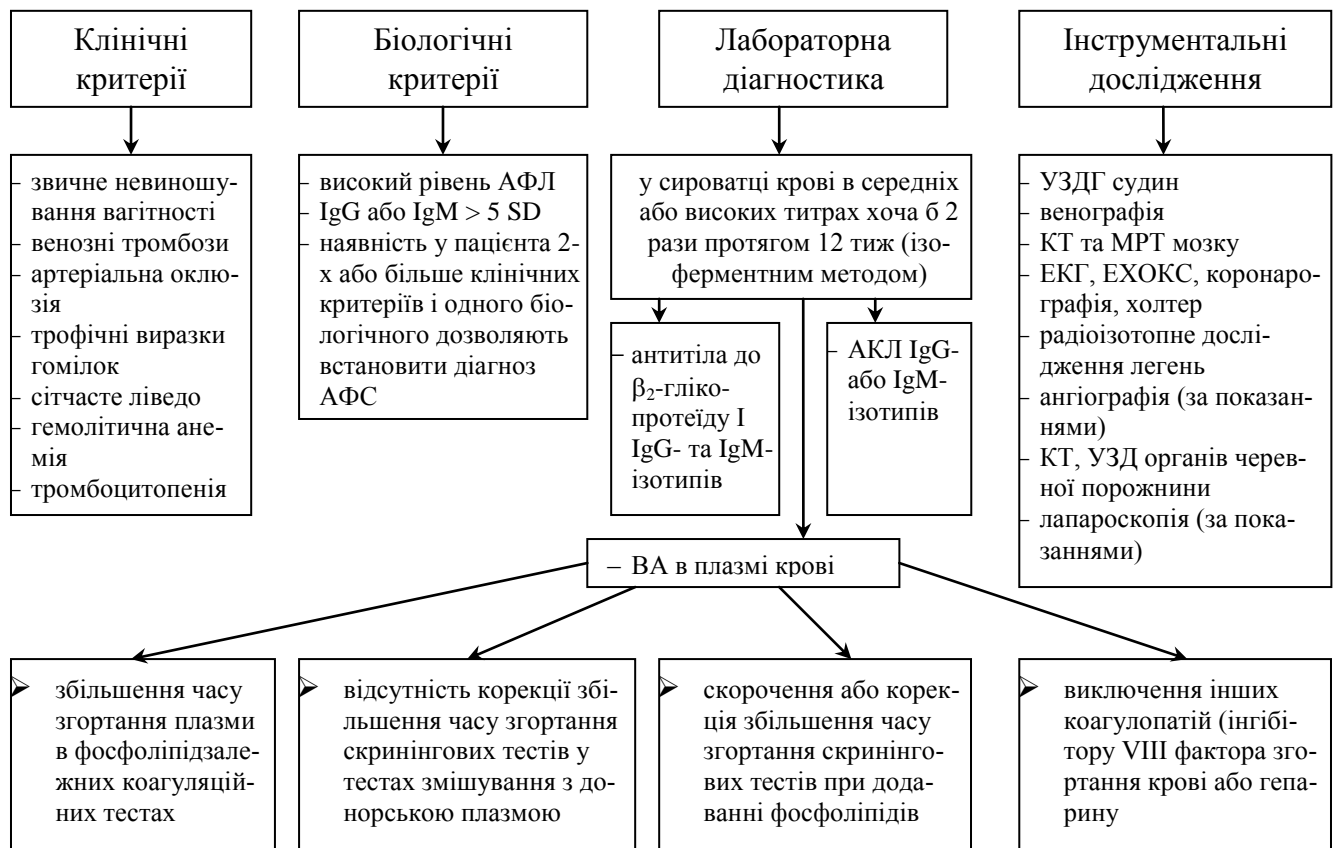 Клінічні
критерії
Біологічні
критерії
Лабораторна
діагностика
Інструментальні
дослідження
– звичне невиношу-
вання вагітності
– венозні тромбози
– артеріальна оклю-
зія
– трофічні виразки
гомілок
– сітчасте ліведо
– гемолітична ане-
мія
– тромбоцитопенія
– високий рівень АФЛ
IgG або IgM > 5 SD
– наявність у пацієнта 2-
х або більше клінічних
критеріїв і одного біо-
логічного дозволяють
встановити діагноз
АФС
у сироватці крові в середніх
або високих титрах хоча б 2
рази протягом 12 тиж (ізо-
ферментним методом)
– антитіла до
β₂-гліко-
протеїду І
IgG- та IgM-
ізотипів
– АКЛ IgG-
або IgM-
ізотипів
– УЗДГ судин
– венографія
– КТ та МРТ мозку
– ЕКГ, ЕХОКС, коронаро-
графія, холтер
– радіоізотопне дослі-
дження легень
– ангіографія (за показан-
нями)
– КТ, УЗД органів черев-
ної порожнини
– лапароскопія (за пока-
заннями)
– ВА в плазмі крові
➢ збільшення часу
згортання плазми
в фосфоліпідзале-
жних коагуляцій-
них тестах
➢ відсутність корекції збі-
льшення часу згортання
скринінгових тестів у
тестах змішування з до-
норською плазмою
➢ скорочення або корек-
ція збільшення часу
згортання скринінг-
ових тестів при дода-
ванні фосфоліпідів
➢ виключення інших
коагулопатій (інгібі-
тору VIII фактора зго-
ртання крові або гепа-
рину